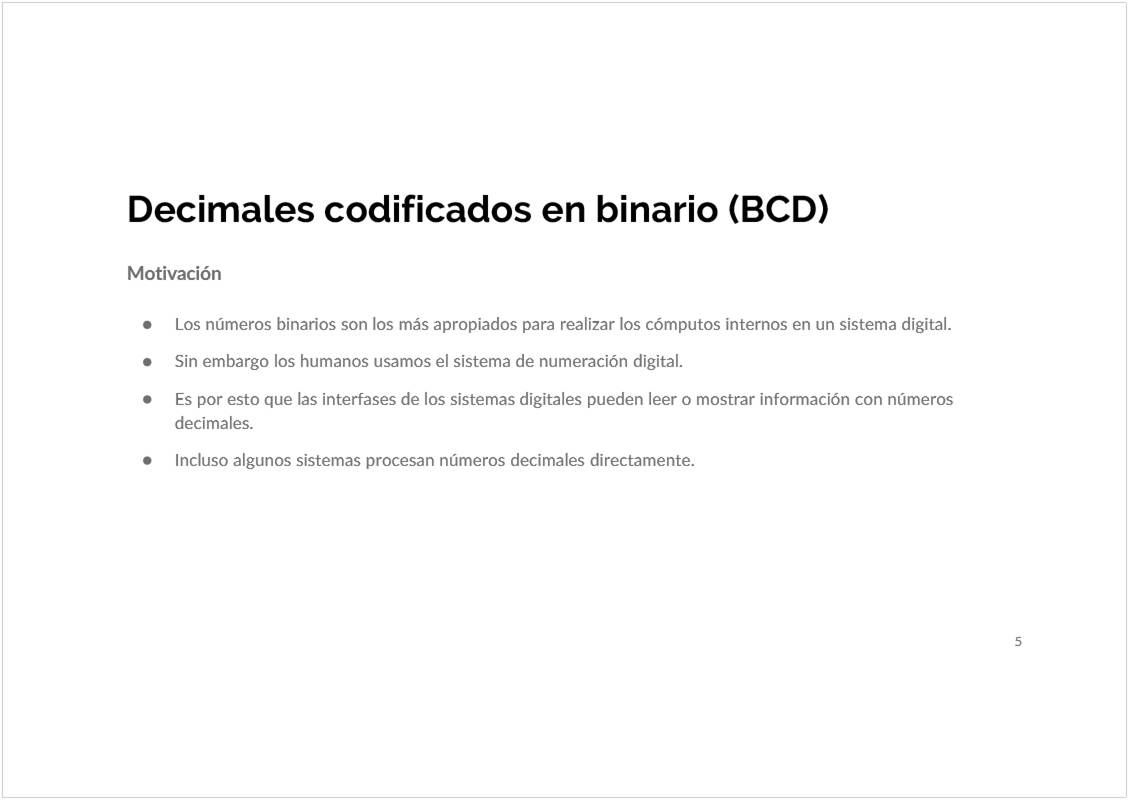 Decimales codificados en binario (BCD)
Motivación
● Los números binarios son los más apropiados para realizar los cómputos internos en un sistema digital.
● Sin embargo los humanos usamos el sistema de numeración digital.
● Es por esto que las interfases de los sistemas digitales pueden leer o mostrar información con números
decimales.
● Incluso algunos sistemas procesan números decimales directamente.
5